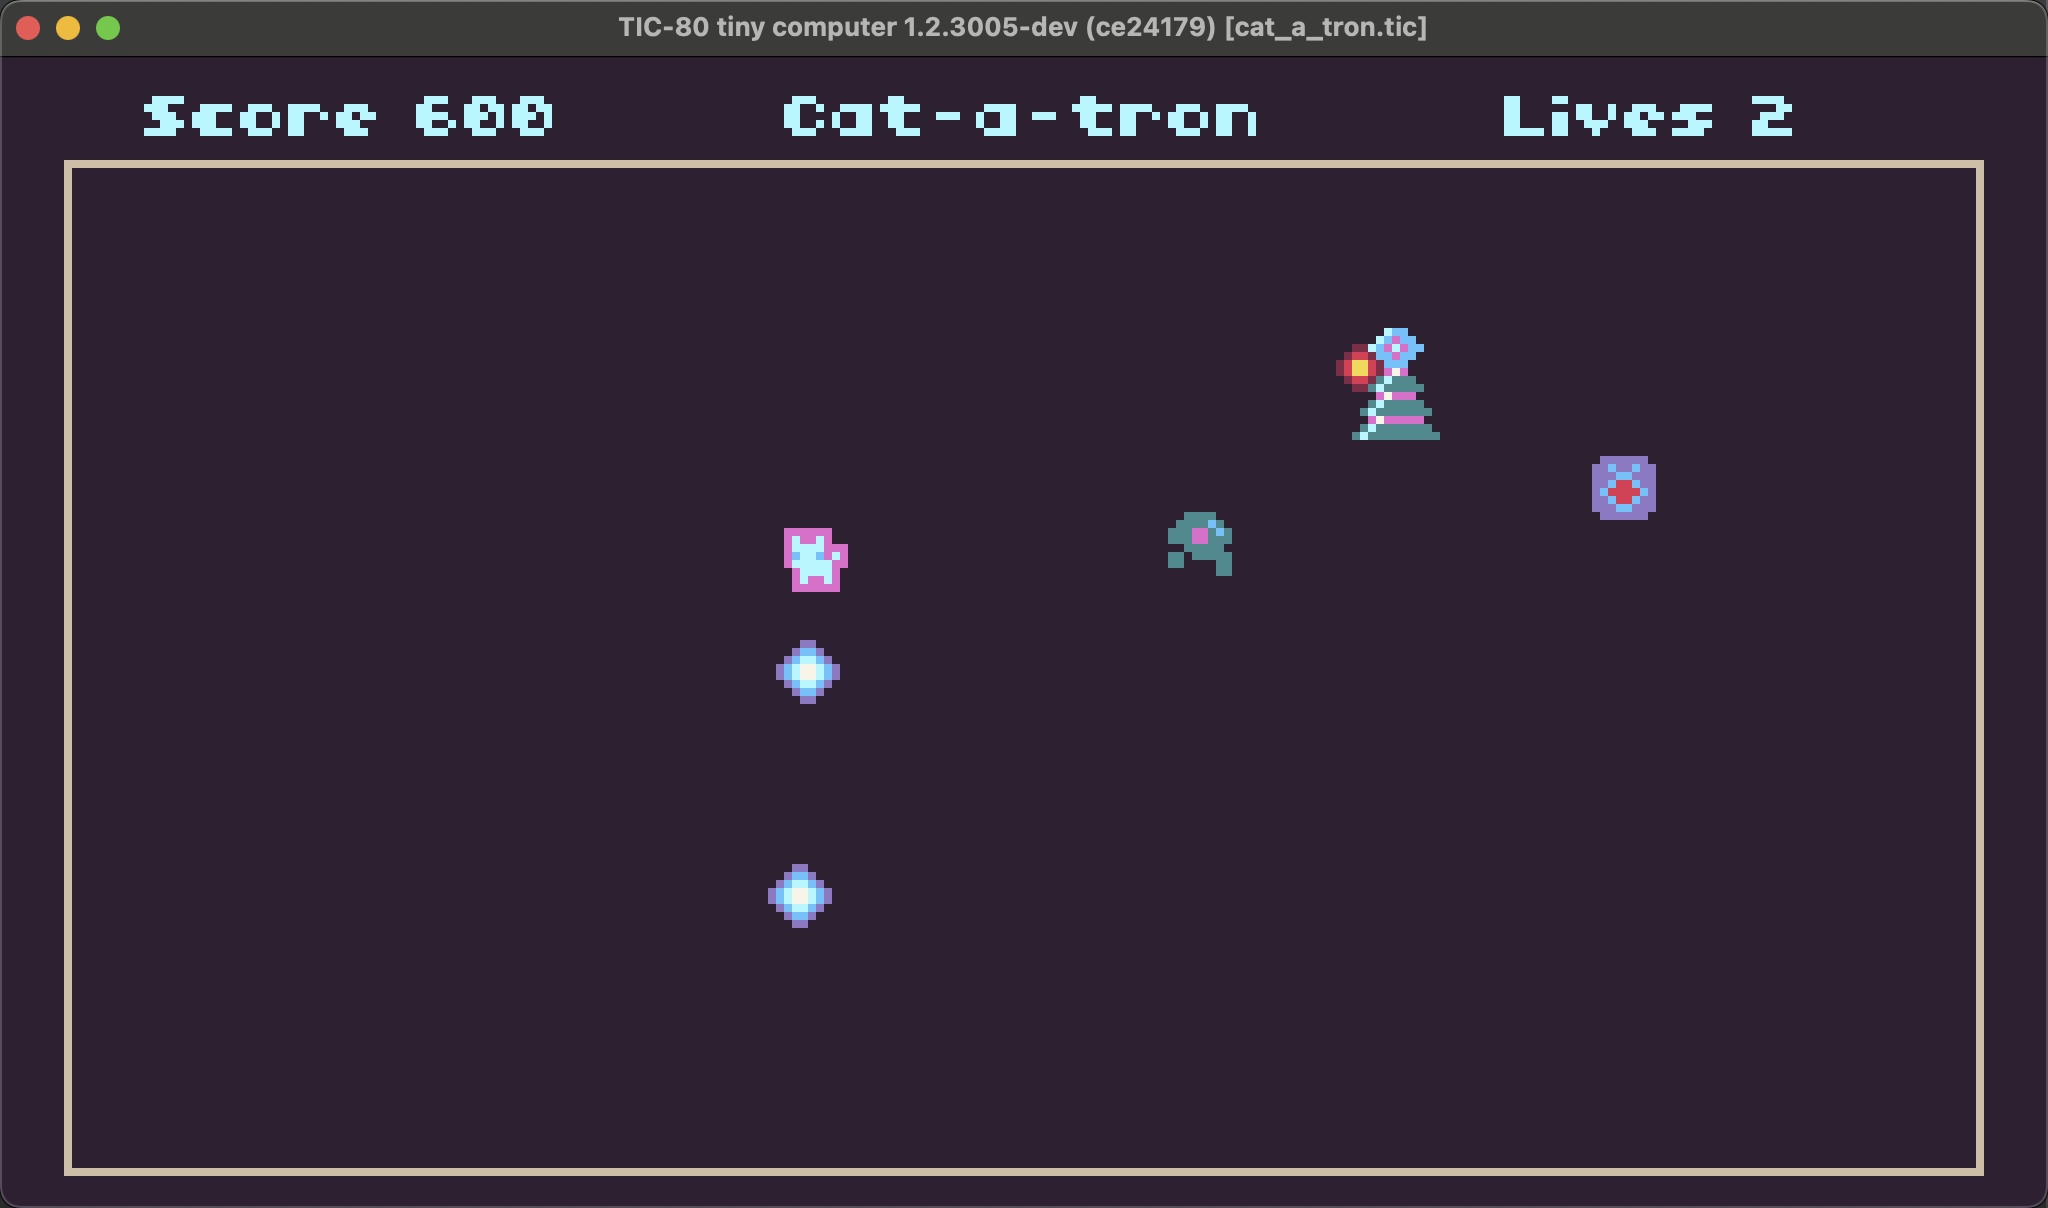 TIC-80 tiny computer 1.2.3005-dev (ce24179) [cat_a_tron.tic]
Score 600 Cat-a-tron Lives 2